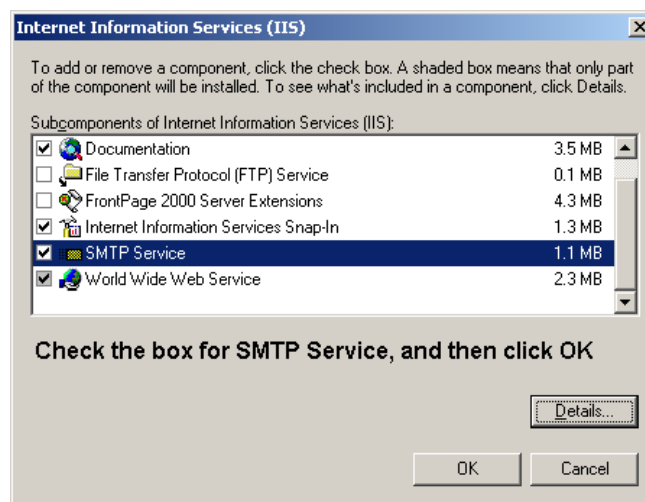 Internet Information Services (IIS)
To add or remove a component, click the check box. A shaded box means that only part
of the component will be installed. To see what's included in a component, click Details.
Subcomponents of Internet Information Services (IIS):
Documentation 3.5 MB
File Transfer Protocol (FTP) Service 0.1 MB
FrontPage 2000 Server Extensions 4.3 MB
Internet Information Services Snap-In 1.3 MB
SMTP Service 1.1 MB
World Wide Web Service 2.3 MB
Check the box for SMTP Service, and then click OK
Details...
OK Cancel